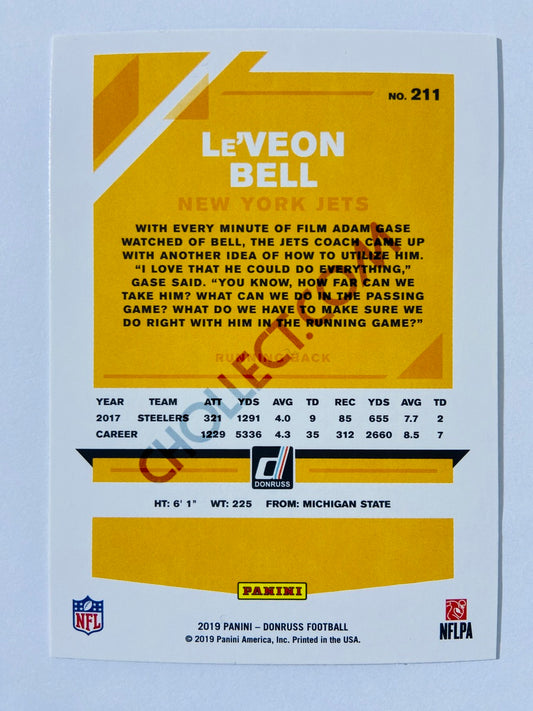 NO. 211
LE'VEON
BELL
NEW YORK JETS
WITH EVERY MINUTE OF FILM ADAM GASE
WATCHED OF BELL, THE JETS COACH CAME UP
WITH ANOTHER IDEA OF HOW TO UTILIZE HIM.
"I LOVE THAT HE COULD DO EVERYTHING,"
GASE SAID. "YOU KNOW, HOW FAR CAN WE
TAKE HIM? WHAT CAN WE DO IN THE PASSING
GAME? WHAT DO WE HAVE TO MAKE SURE WE
DO RIGHT WITH HIM IN THE RUNNING GAME?"
RUNNING BACK
YEAR TEAM ATT YDS AVG TD REC YDS AVG TD
2017 STEELERS 321 1291 4.0 9 85 655 7.7 2
CAREER 1229 5336 4.3 35 312 2660 8.5 7
CHOLLECT.COM
d
DONRUSS
HT: 6' 1" WT: 225 FROM: MICHIGAN STATE
PANINI
NFL
2019 PANINI – DONRUSS FOOTBALL
© 2019 Panini America, Inc. Printed in the USA.
NFLPA